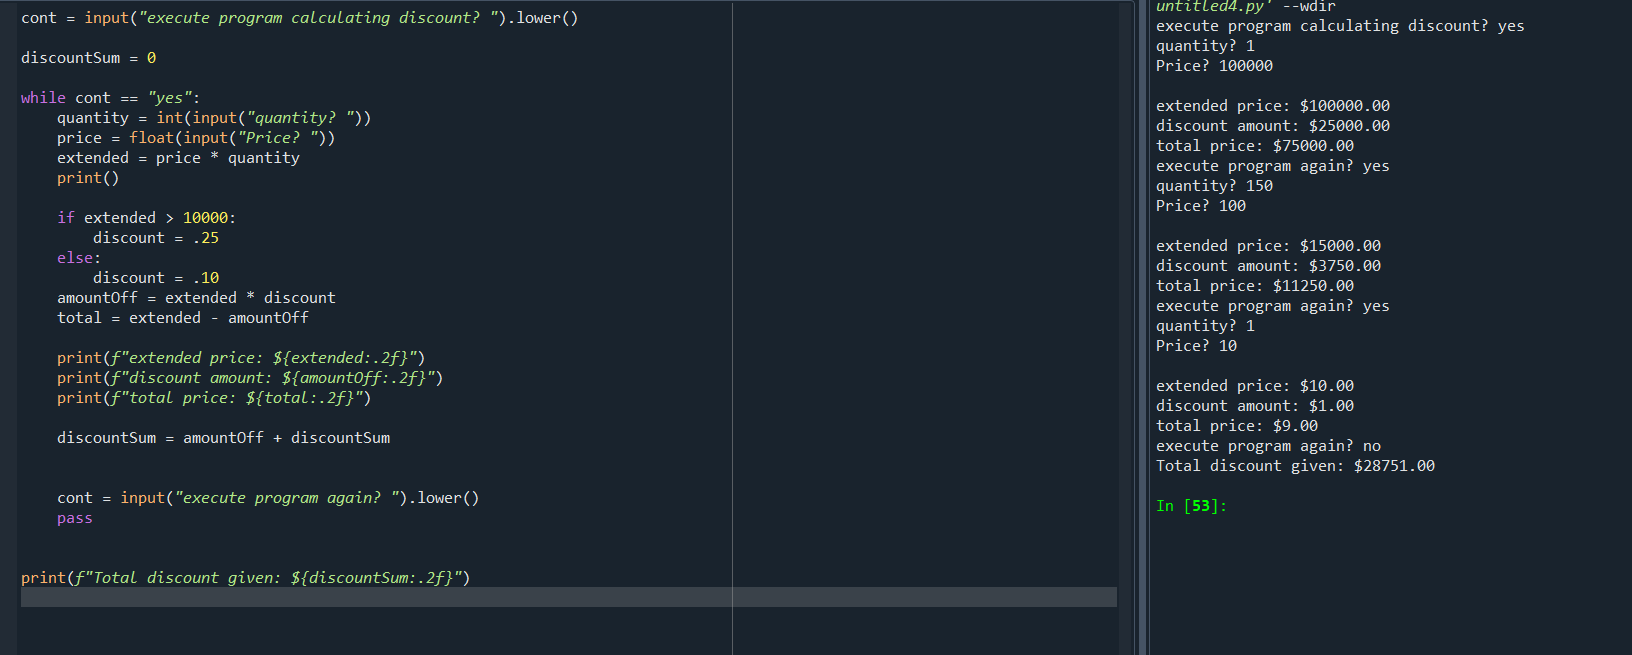 cont = input("execute program calculating discount? ").lower()
discountSum = 0
while cont == "yes":
    quantity = int(input("quantity? "))
    price = float(input("Price? "))
    extended = price * quantity
    print()
    if extended > 10000:
        discount = .25
    else:
        discount = .10
    amountOff = extended * discount
    total = extended - amountOff
    print(f"extended price: ${extended:.2f}")
    print(f"discount amount: ${amountOff:.2f}")
    print(f"total price: ${total:.2f}")
    discountSum = amountOff + discountSum
    cont = input("execute program again? ").lower()
    pass
print(f"Total discount given: ${discountSum:.2f}")
untitled4.py' --wdir
execute program calculating discount? yes
quantity? 1
Price? 100000
extended price: $100000.00
discount amount: $25000.00
total price: $75000.00
execute program again? yes
quantity? 150
Price? 100
extended price: $15000.00
discount amount: $3750.00
total price: $11250.00
execute program again? yes
quantity? 1
Price? 10
extended price: $10.00
discount amount: $1.00
total price: $9.00
execute program again? no
Total discount given: $28751.00
In [53]: